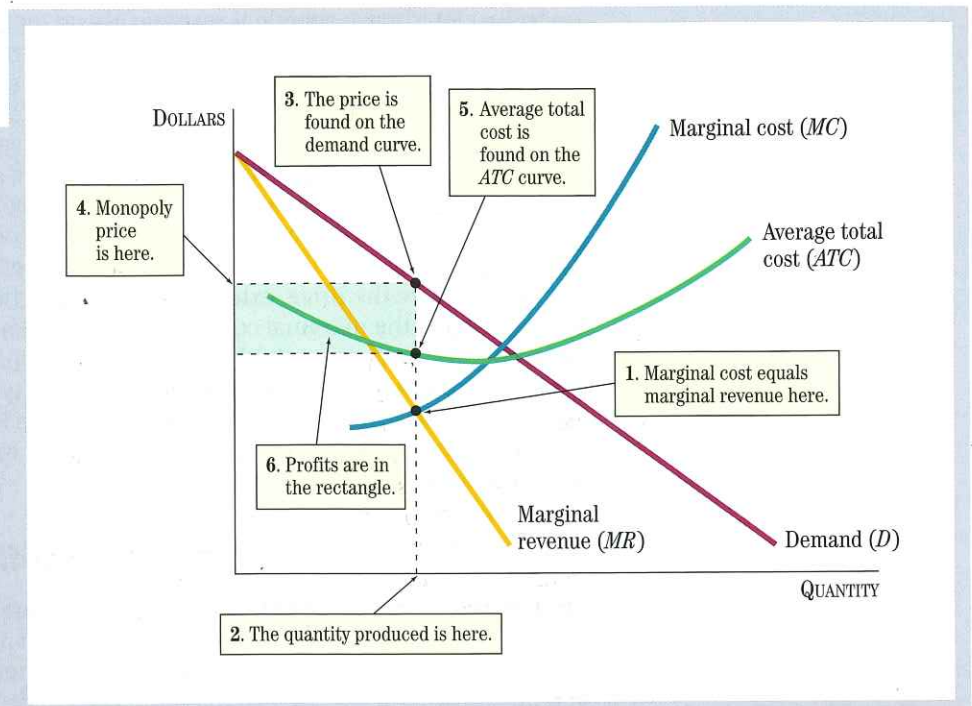 DOLLARS
3. The price is
found on the
demand curve.
5. Average total
cost is
found on the
ATC curve.
Marginal cost (MC)
4. Monopoly
price
is here.
Average total
cost (ATC)
1. Marginal cost equals
marginal revenue here.
6. Profits are in
the rectangle.
Marginal
revenue (MR)
Demand (D)
QUANTITY
2. The quantity produced is here.